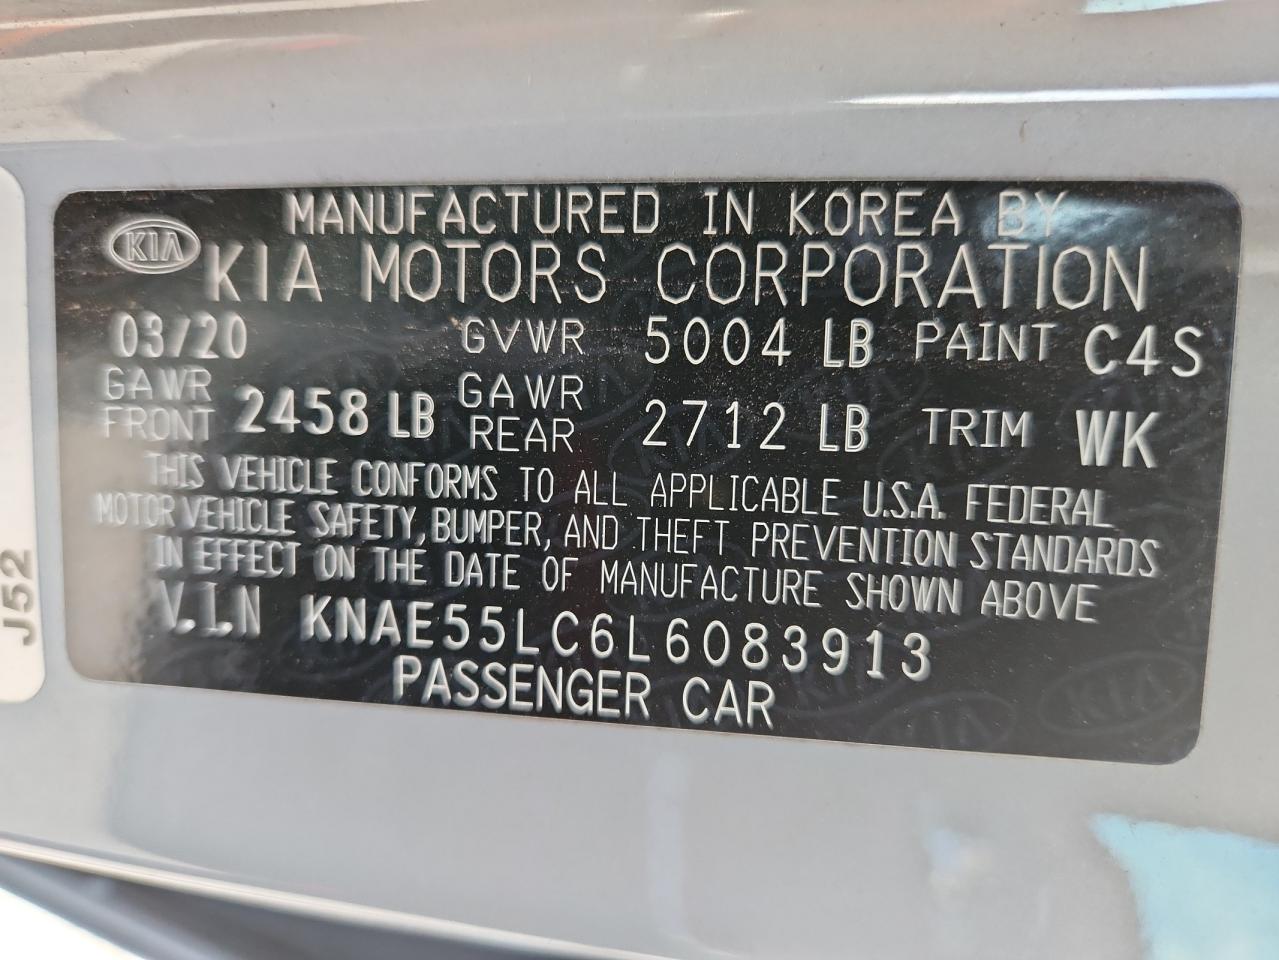 KIA
MANUFACTURED IN KOREA BY
KIA MOTORS CORPORATION
03/20 GVWR 5004 LB PAINT C4S
GAWR FRONT 2458 LB GAWR REAR 2712 LB TRIM WK
THIS VEHICLE CONFORMS TO ALL APPLICABLE U.S.A. FEDERAL
MOTOR VEHICLE SAFETY, BUMPER, AND THEFT PREVENTION STANDARDS
IN EFFECT ON THE DATE OF MANUFACTURE SHOWN ABOVE
V.I.N KNAE55LC6L6083913
PASSENGER CAR
J52